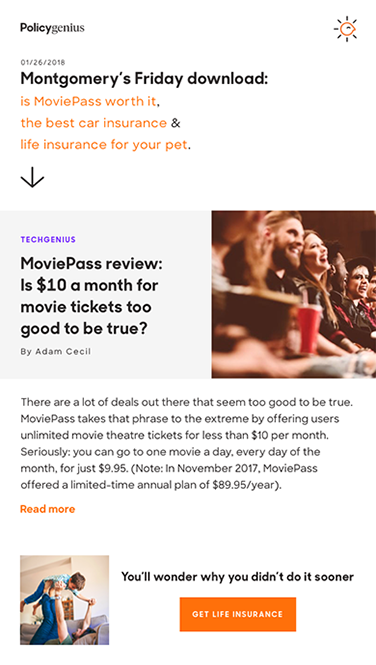 Policygenius
01/26/2018
Montgomery's Friday download:
is MoviePass worth it,
the best car insurance &
life insurance for your pet.
TECHGENIUS
MoviePass review:
Is $10 a month for
movie tickets too
good to be true?
By Adam Cecil
There are a lot of deals out there that seem too good to be true.
MoviePass takes that phrase to the extreme by offering users
unlimited movie theatre tickets for less than $10 per month.
Seriously: you can go to one movie a day, every day of the
month, for just $9.95. (Note: In November 2017, MoviePass
offered a limited-time annual plan of $89.95/year).
Read more
You'll wonder why you didn't do it sooner
GET LIFE INSURANCE